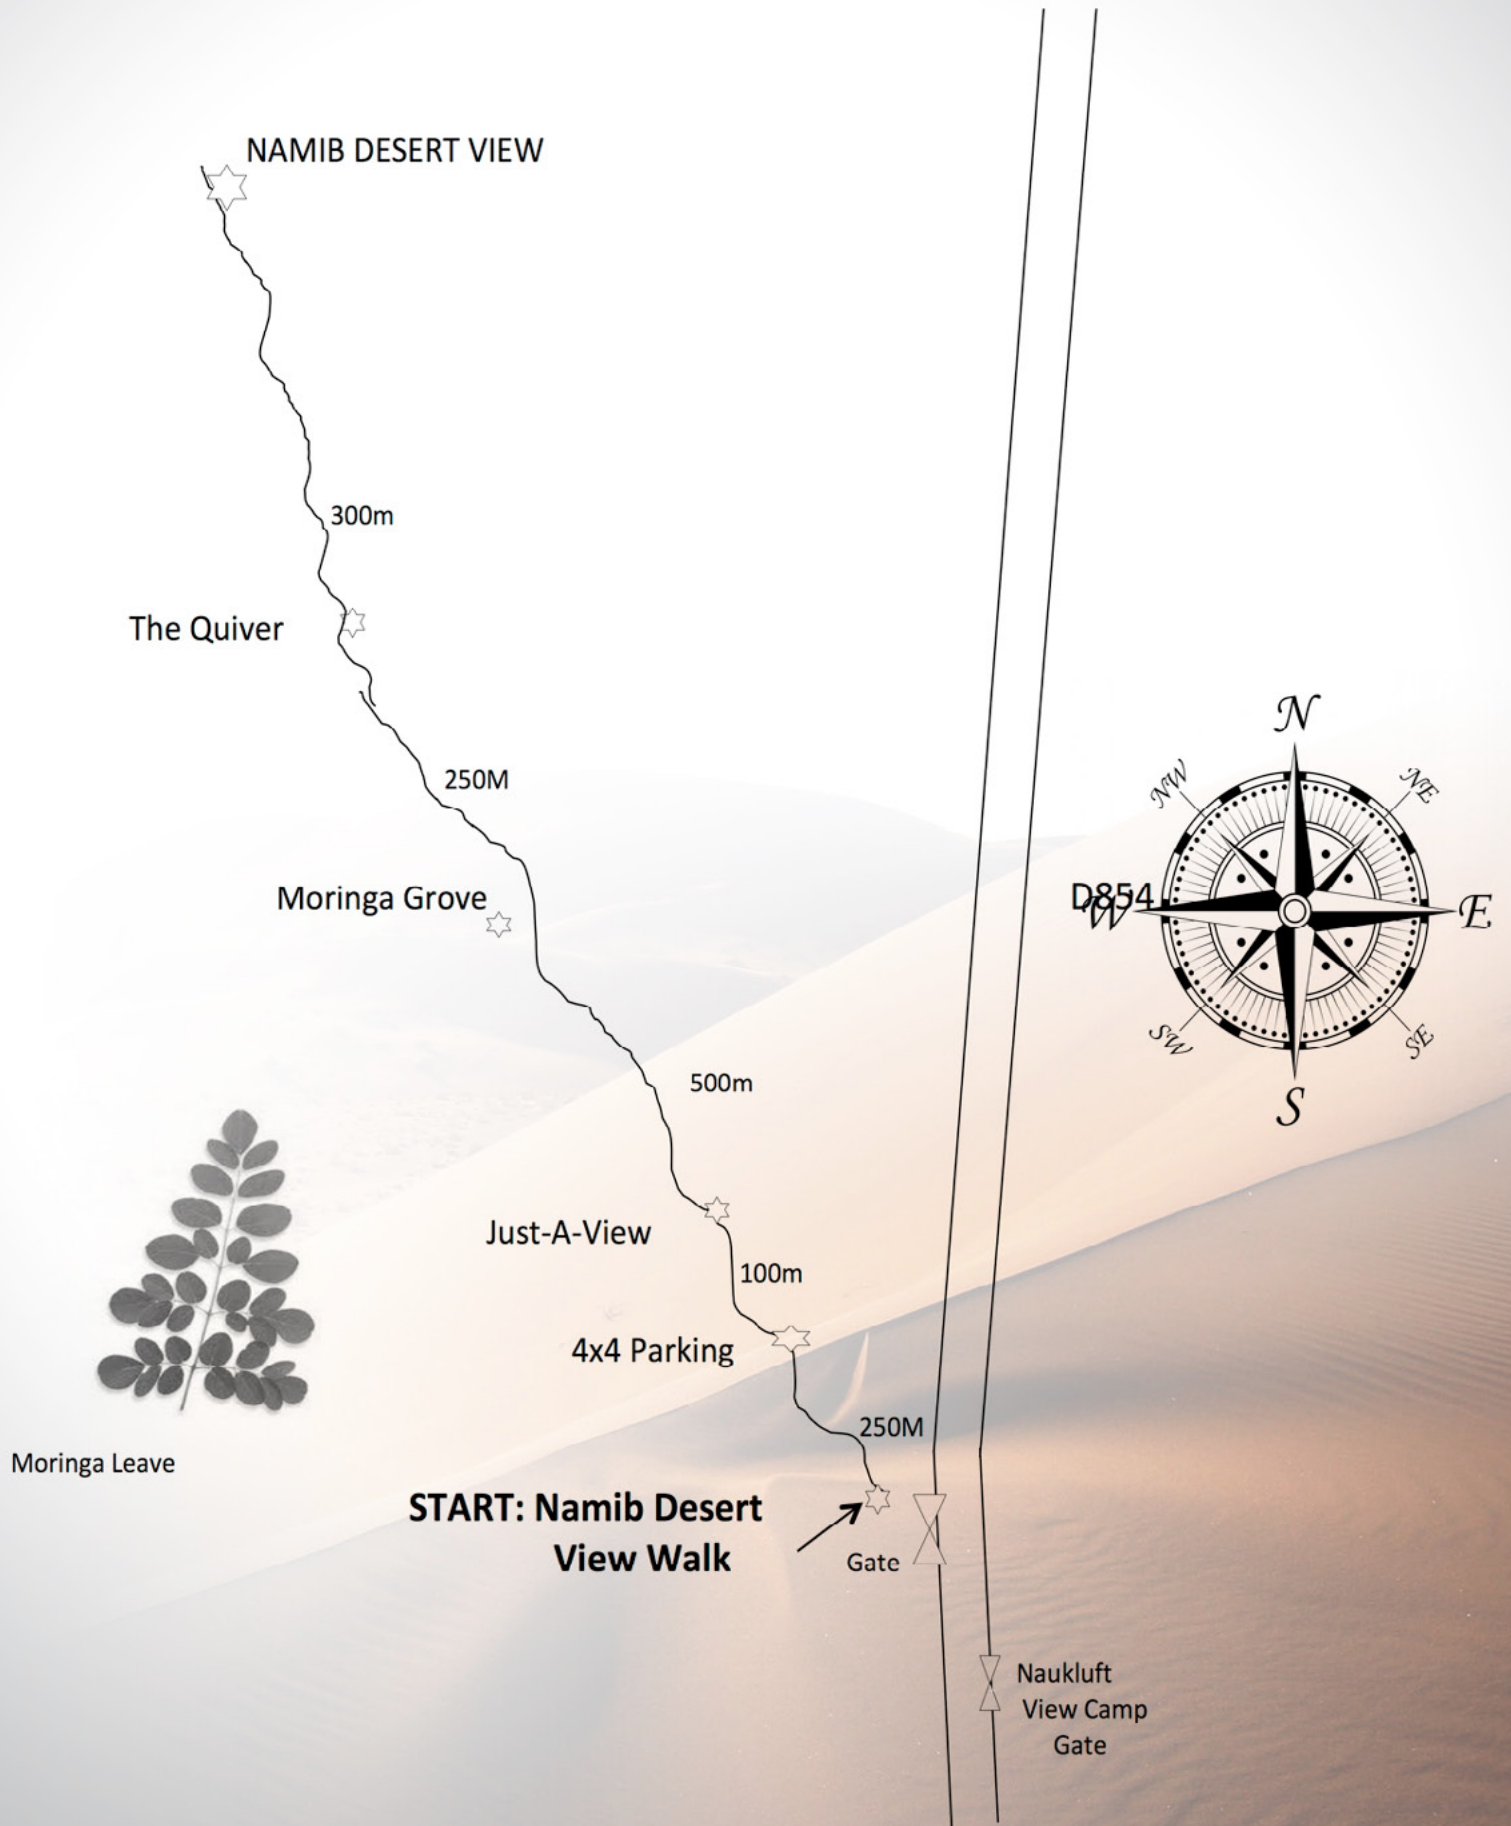 NAMIB DESERT VIEW
300m
The Quiver
250M
Moringa Grove
500m
Just-A-View
100m
4x4 Parking
250M
START: Namib Desert
View Walk
Gate
Moringa Leave
Naukluft
View Camp
Gate
D854
N
NW
NE
W
E
SW
SE
S